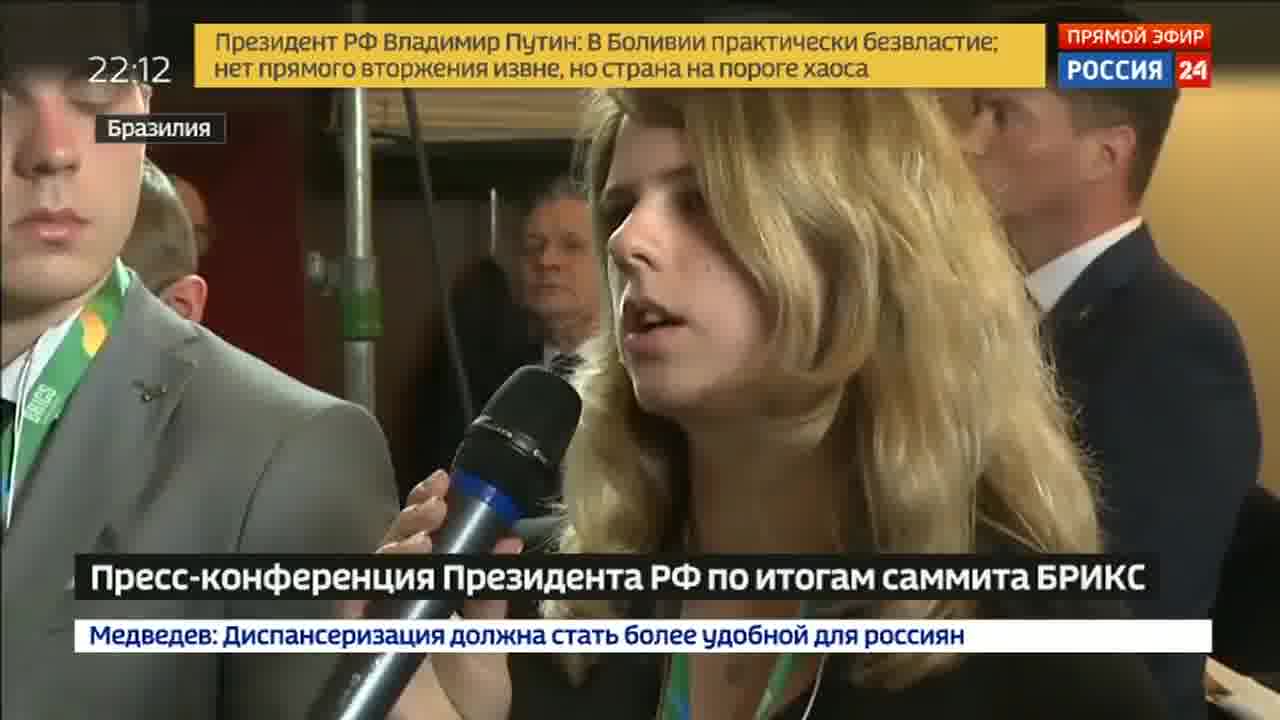 Президент РФ Владимир Путин: В Боливии практически безвластие;
нет прямого вторжения извне, но страна на пороге хаоса
ПРЯМОЙ ЭФИР
РОССИЯ 24
22:12
Бразилия
BRICS
Пресс-конференция Президента РФ по итогам саммита БРИКС
Медведев: Диспансеризация должна стать более удобной для россиян